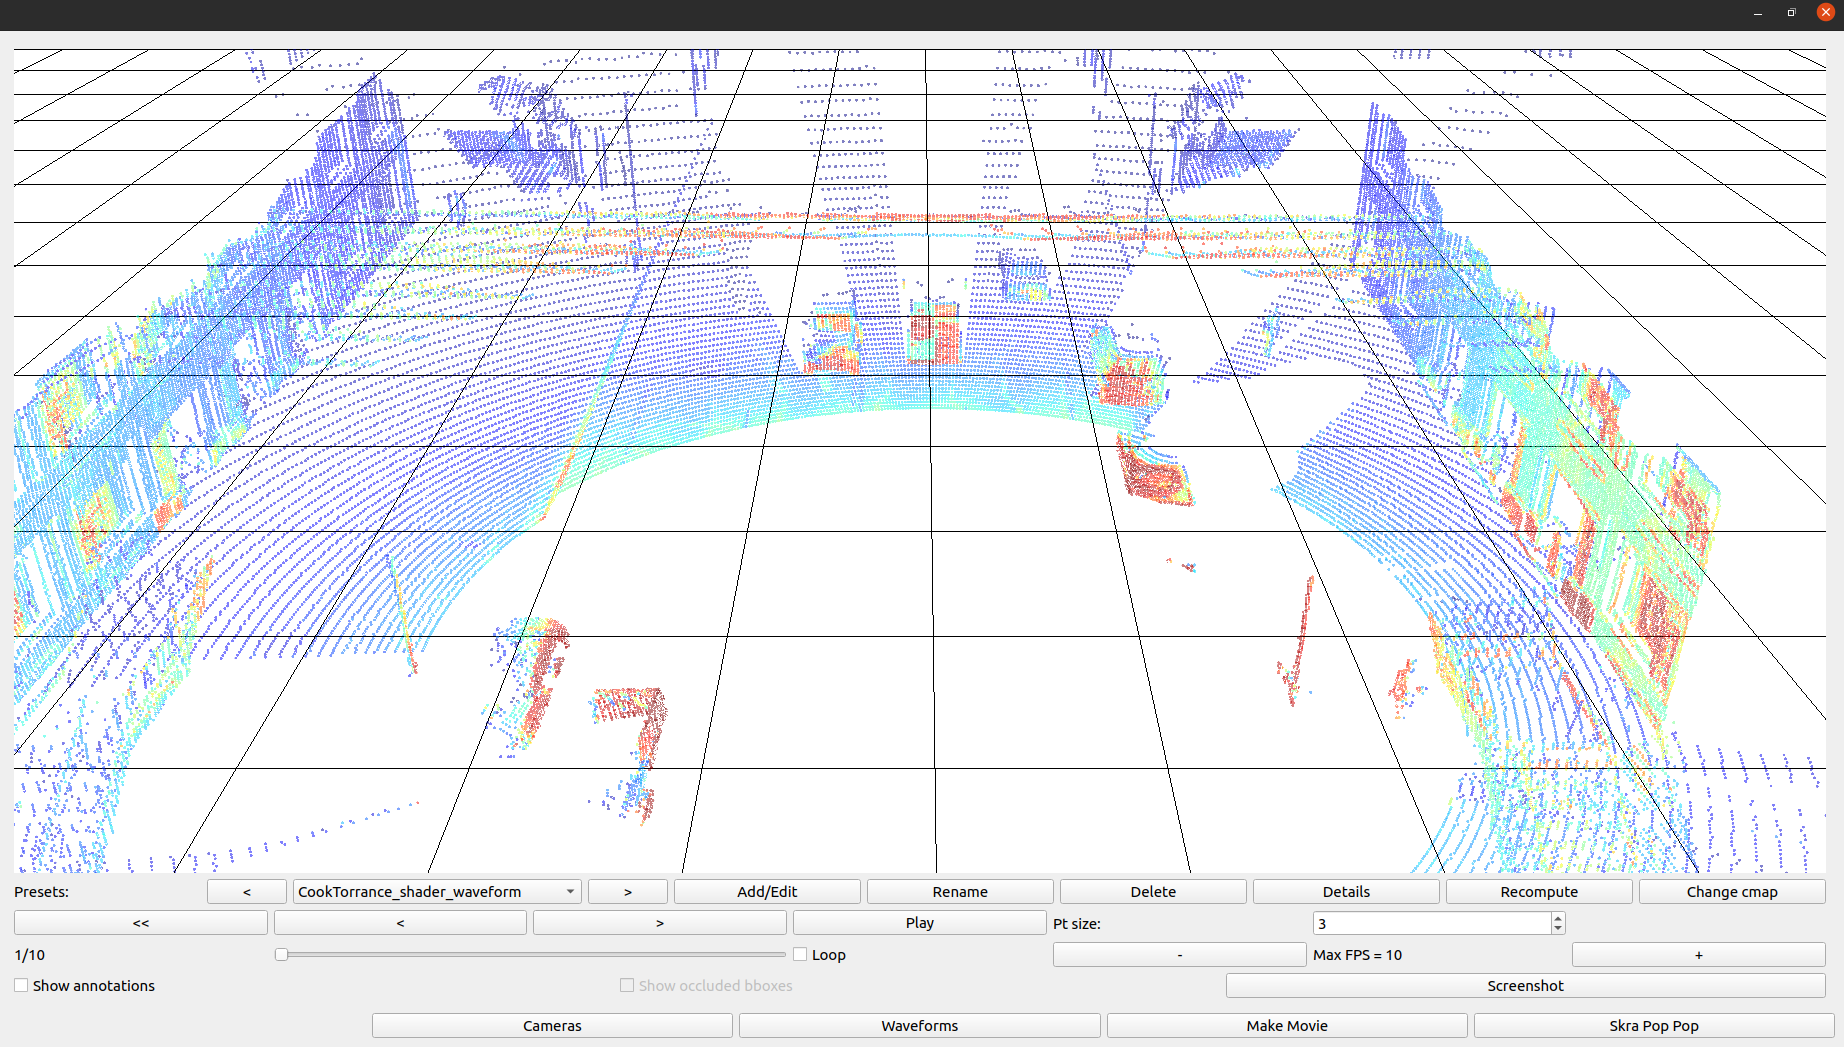 Presets: < CookTorrance_shader_waveform > Add/Edit Rename Delete Details Recompute Change cmap
<< < > Play Pt size: 3
1/10 Loop - Max FPS = 10 +
Show annotations Show occluded bboxes Screenshot
Cameras Waveforms Make Movie Skra Pop Pop